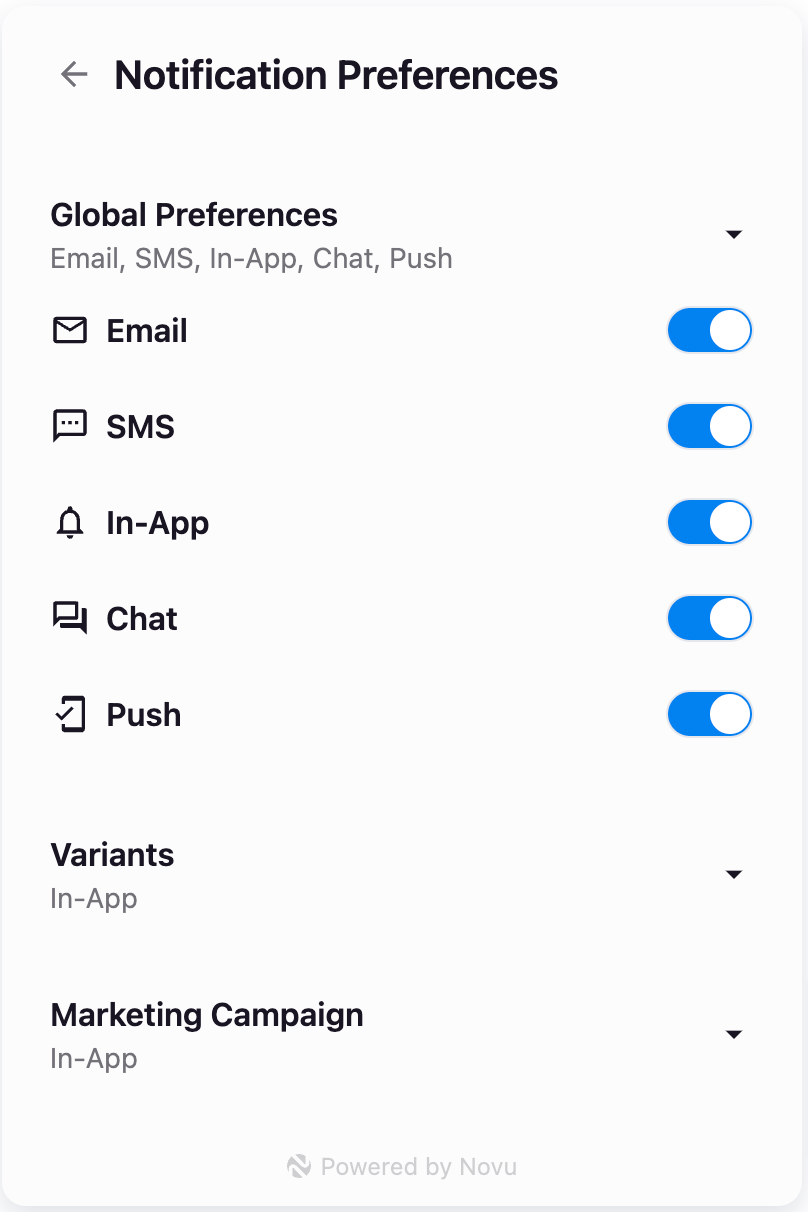 Notification Preferences
Global Preferences
Email, SMS, In-App, Chat, Push
Email
SMS
In-App
Chat
Push
Variants
In-App
Marketing Campaign
In-App
Powered by Novu